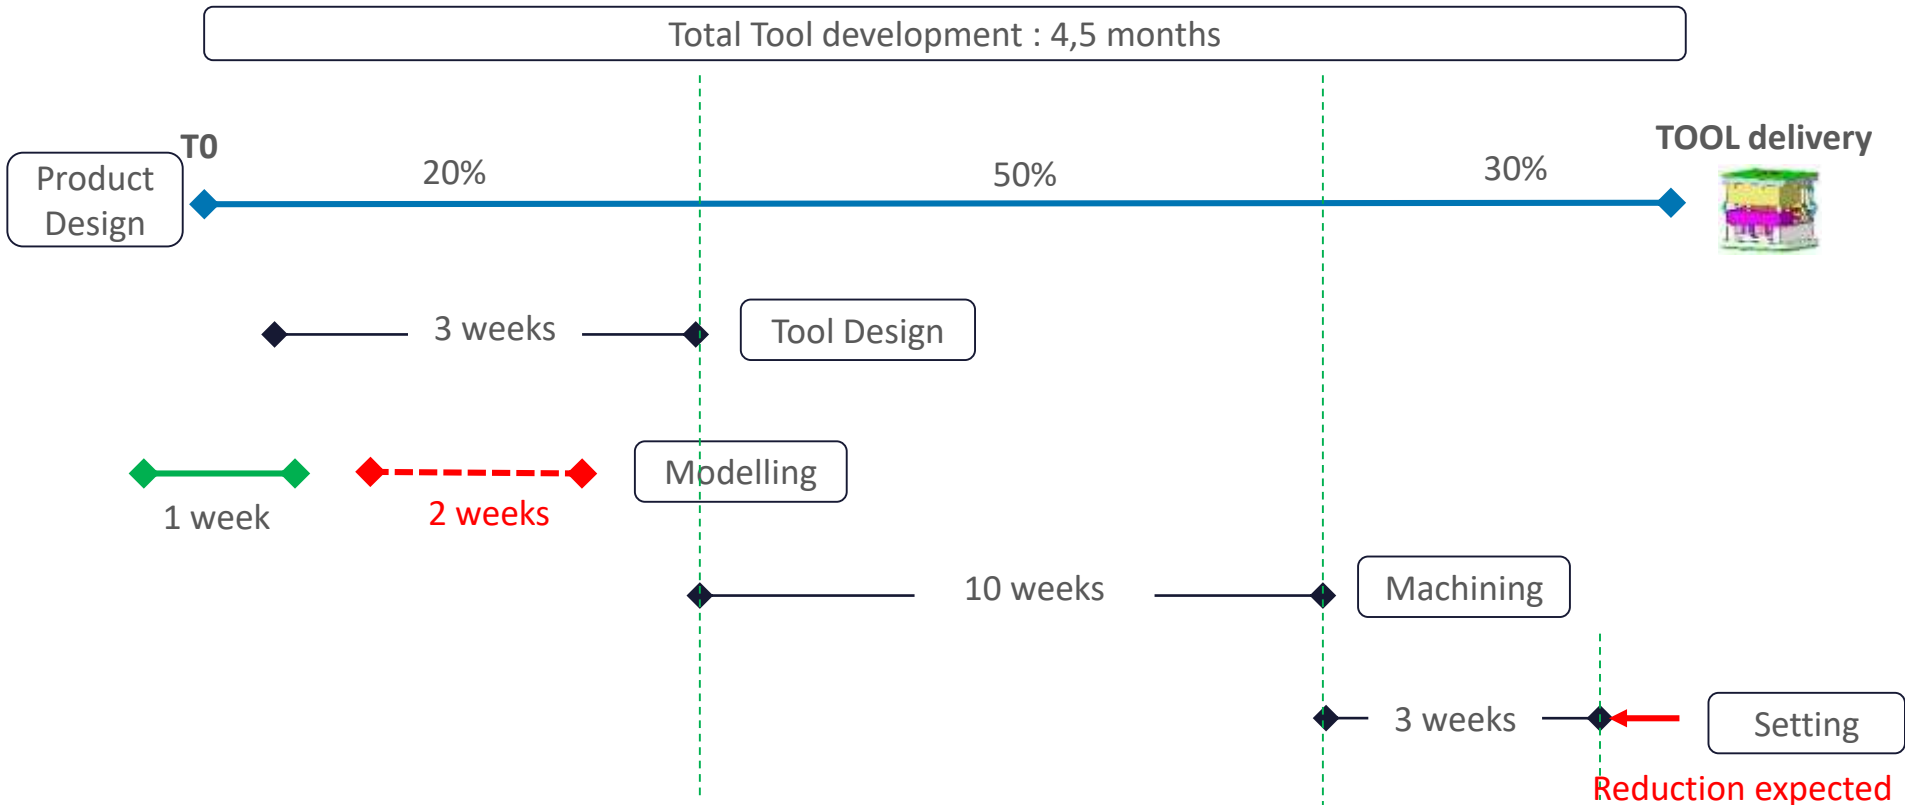 Total Tool development : 4,5 months
T0
TOOL delivery
Product
Design
20%
50%
30%
3 weeks
Tool Design
Modelling
1 week
2 weeks
10 weeks
Machining
3 weeks
Setting
Reduction expected